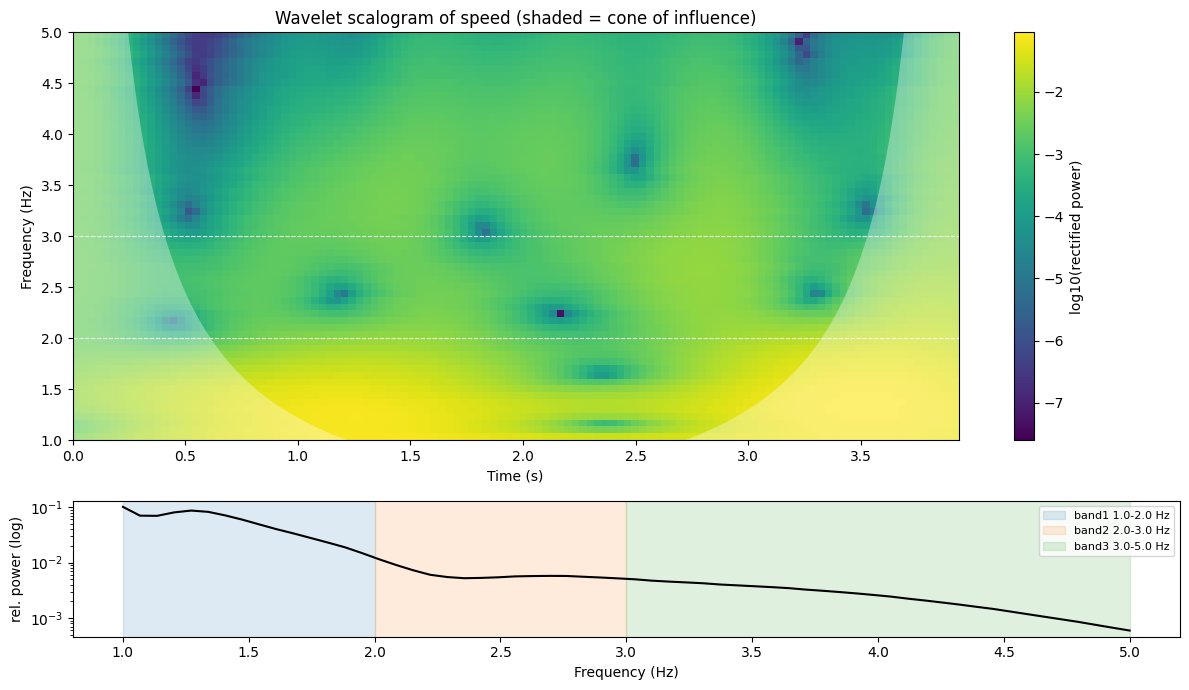 Wavelet scalogram of speed (shaded = cone of influence)
5.0
4.5
4.0
3.5
3.0
2.5
2.0
1.5
1.0
Frequency (Hz)
0.0 0.5 1.0 1.5 2.0 2.5 3.0 3.5
Time (s)
−2
−3
−4
−5
−6
−7
log10(rectified power)
10⁻¹
10⁻²
10⁻³
rel. power (log)
band1 1.0-2.0 Hz
band2 2.0-3.0 Hz
band3 3.0-5.0 Hz
1.0 1.5 2.0 2.5 3.0 3.5 4.0 4.5 5.0
Frequency (Hz)